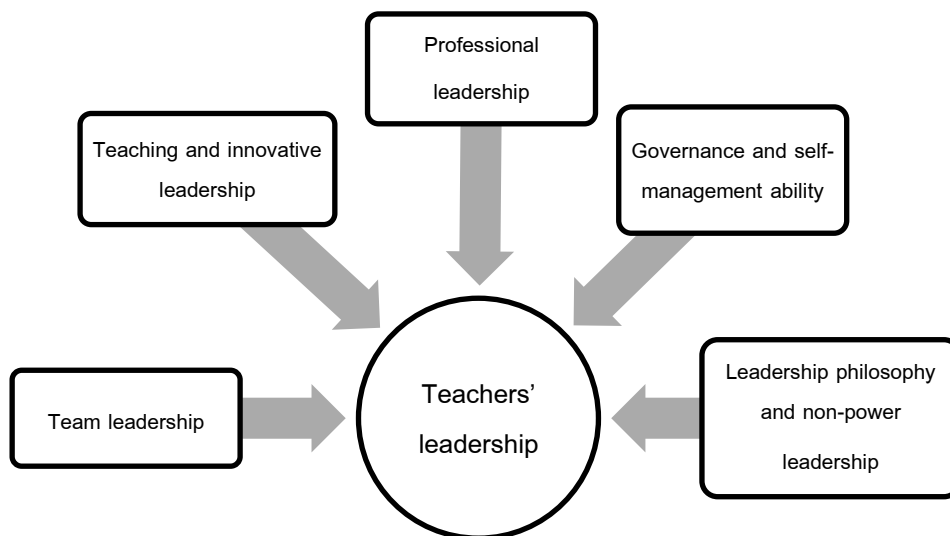 Professional
leadership
Teaching and innovative
leadership
Governance and self-
management ability
Team leadership
Teachers’
leadership
Leadership philosophy
and non-power
leadership